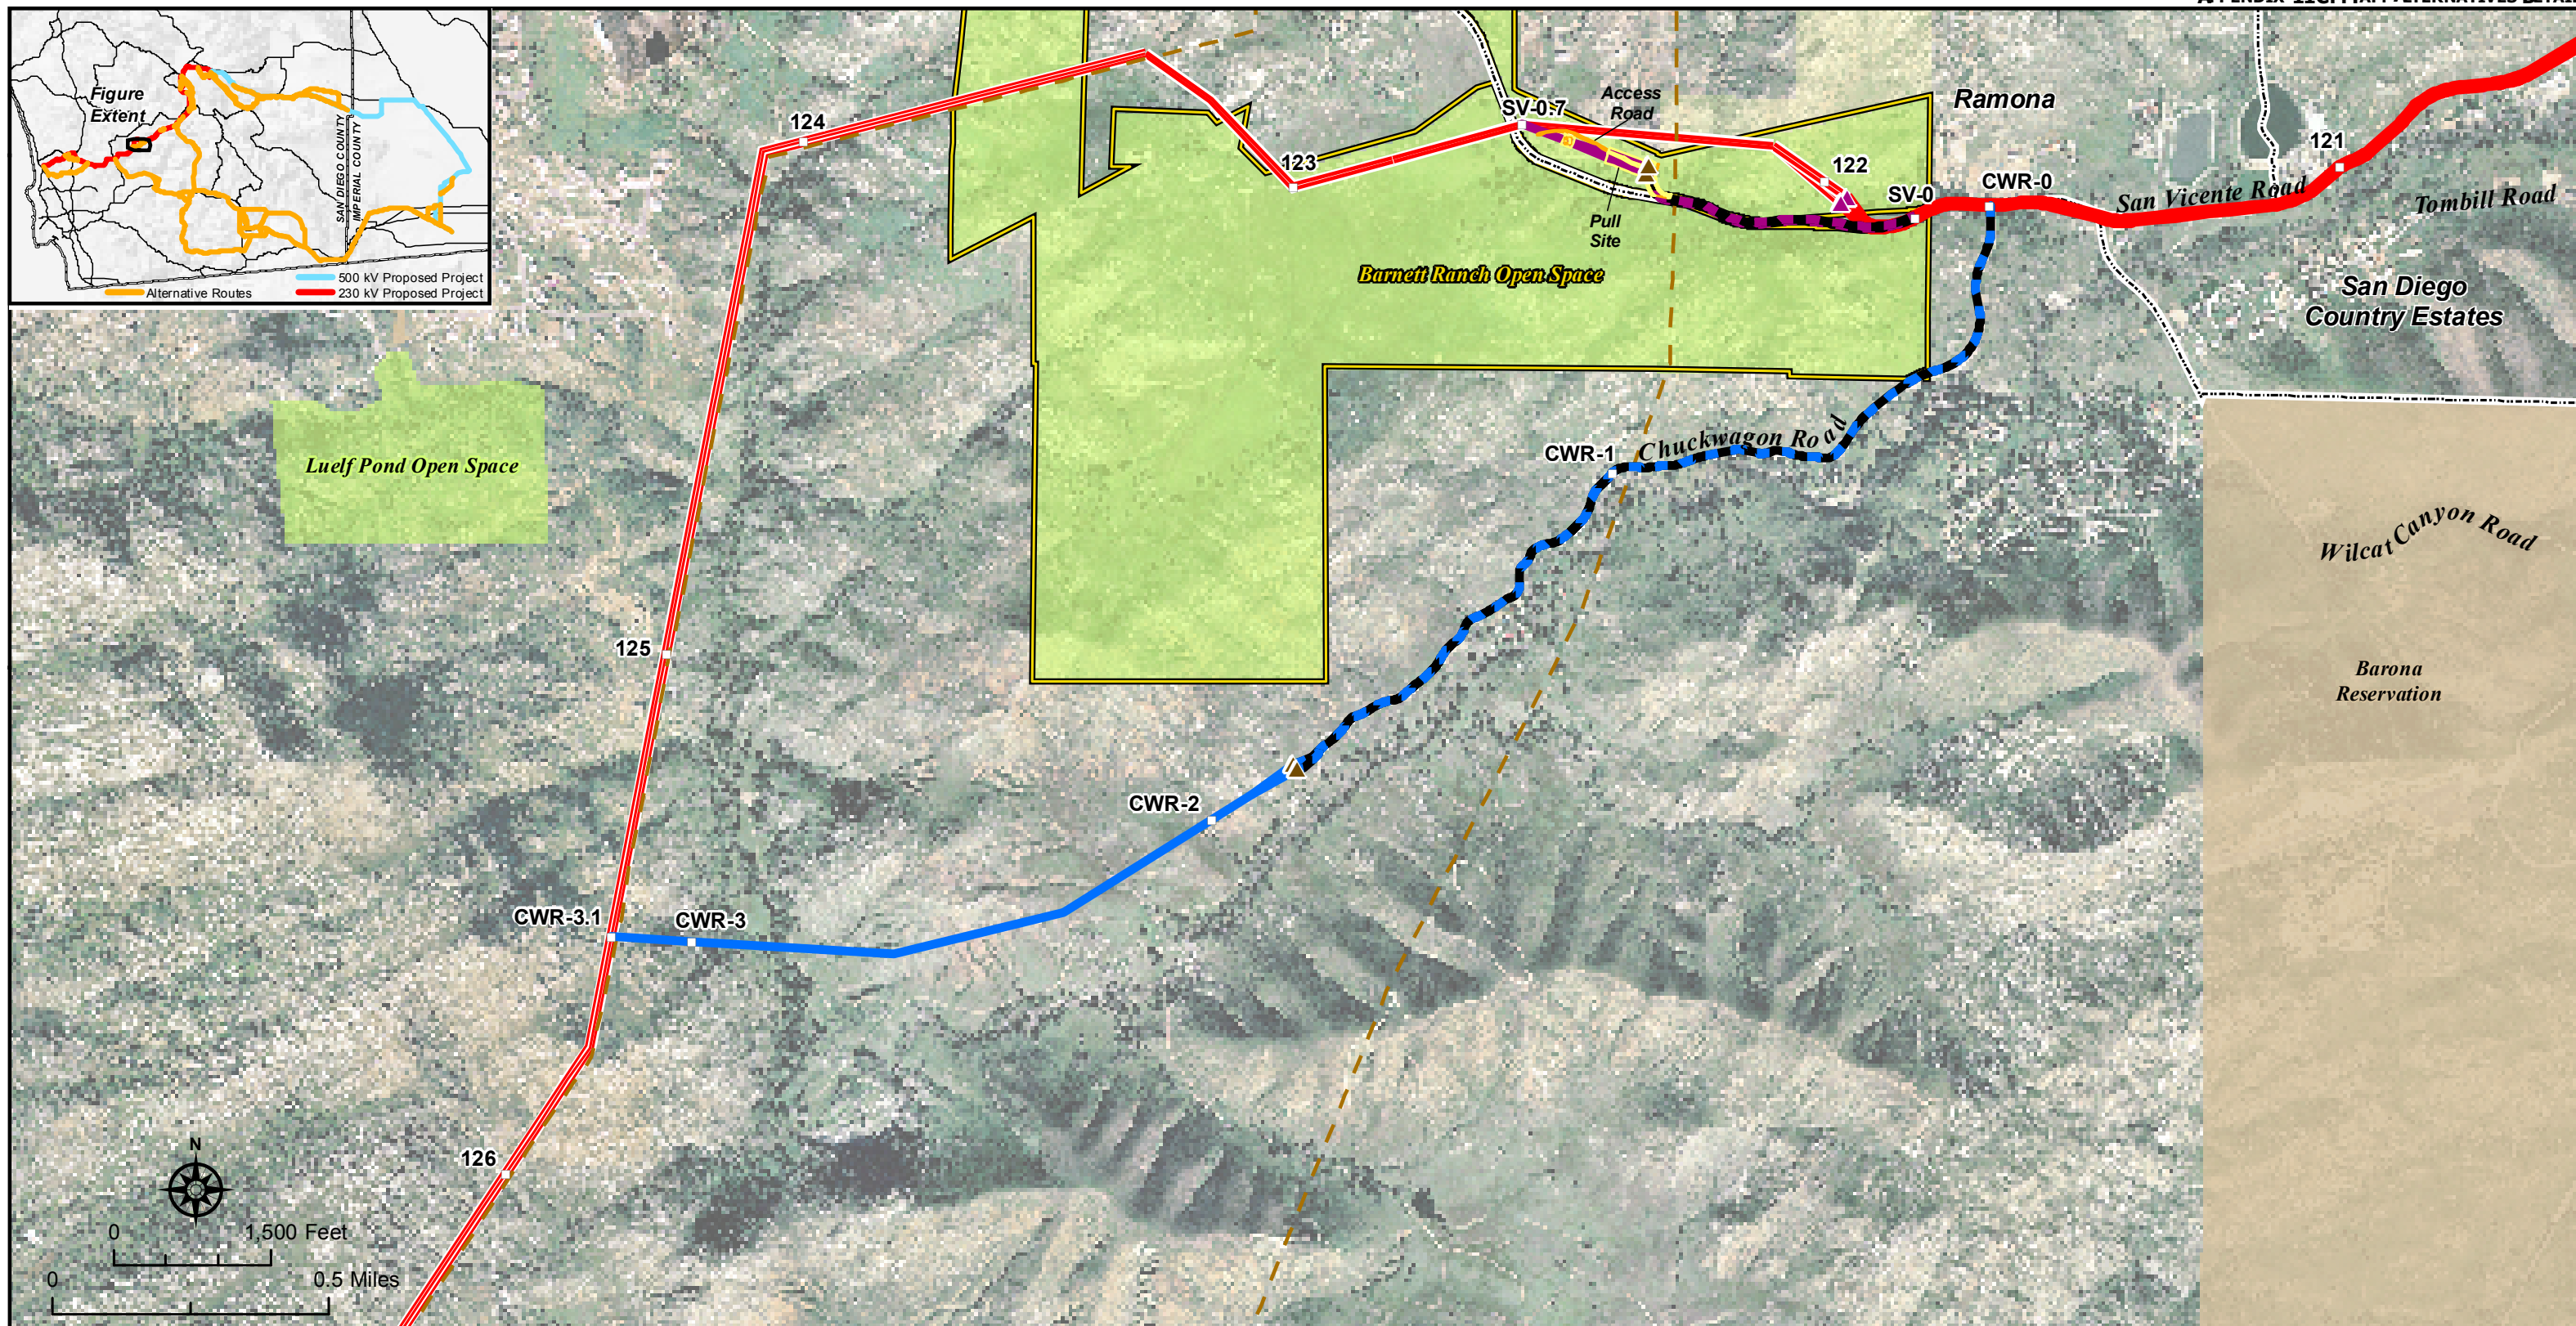 Figure
Extent
SAN DIEGO COUNTY
IMPERIAL COUNTY
500 kV Proposed Project
Alternative Routes
230 kV Proposed Project
124
123
SV-0.7
Access
Road
Pull
Site
122
SV-0
Ramona
CWR-0
121
San Vicente Road
Tombill Road
San Diego
Country Estates
Barnett Ranch Open Space
Luelf Pond Open Space
CWR-1
Chuckwagon Road
Wilcat Canyon Road
Barona
Reservation
125
CWR-2
CWR-3.1
CWR-3
126
N
0
1,500 Feet
0
0.5 Miles